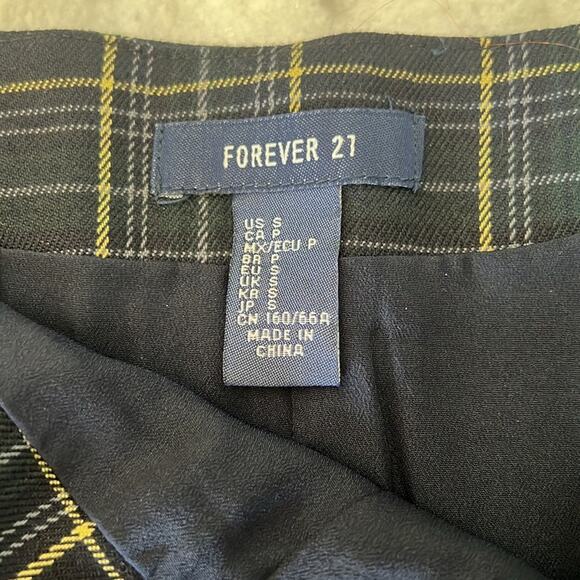 FOREVER 21
US S
CA P
MX/ECU P
BR P
EU S
UK S
KR S
JP S
CN 160/66A
MADE IN
CHINA